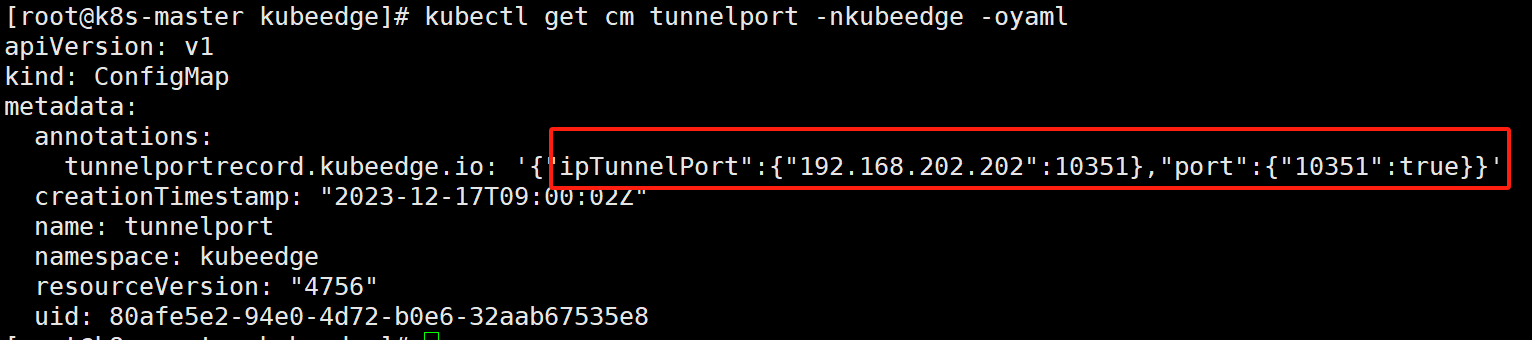 [root@k8s-master kubeedge]# kubectl get cm tunnelport -nkubeedge -oyaml
apiVersion: v1
kind: ConfigMap
metadata:
  annotations:
    tunnelportrecord.kubeedge.io: '{"ipTunnelPort":{"192.168.202.202":10351},"port":{"10351":true}}'
  creationTimestamp: "2023-12-17T09:00:02Z"
  name: tunnelport
  namespace: kubeedge
  resourceVersion: "4756"
  uid: 80afe5e2-94e0-4d72-b0e6-32aab67535e8